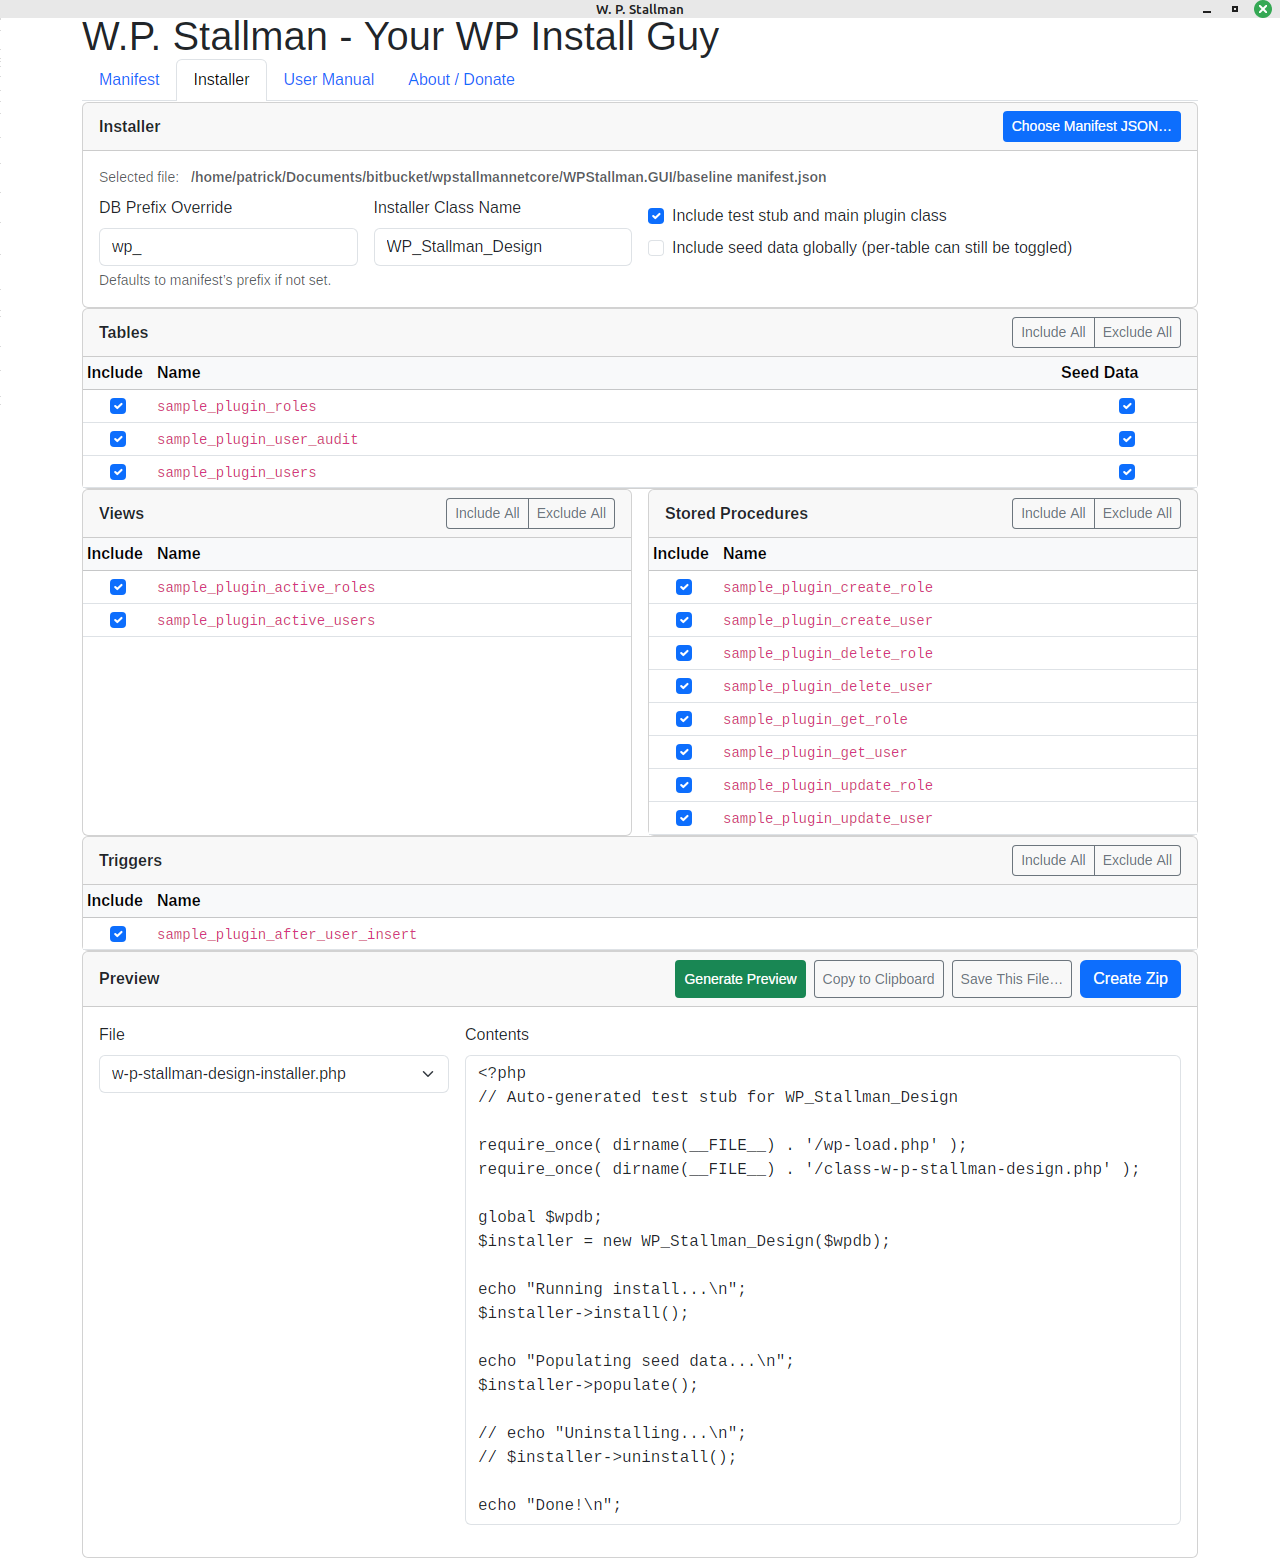 W. P. Stallman
W.P. Stallman - Your WP Install Guy
Manifest Installer User Manual About / Donate
Installer Choose Manifest JSON…
Selected file: /home/patrick/Documents/bitbucket/wpstallmannetcore/WPStallman.GUI/baseline manifest.json
DB Prefix Override Installer Class Name
Include test stub and main plugin class
wp_ WP_Stallman_Design
Include seed data globally (per-table can still be toggled)
Defaults to manifest's prefix if not set.
Tables Include All Exclude All
Include Name Seed Data
sample_plugin_roles
sample_plugin_user_audit
sample_plugin_users
Views Include All Exclude All
Include Name
sample_plugin_active_roles
sample_plugin_active_users
Stored Procedures Include All Exclude All
Include Name
sample_plugin_create_role
sample_plugin_create_user
sample_plugin_delete_role
sample_plugin_delete_user
sample_plugin_get_role
sample_plugin_get_user
sample_plugin_update_role
sample_plugin_update_user
Triggers Include All Exclude All
Include Name
sample_plugin_after_user_insert
Preview Generate Preview Copy to Clipboard Save This File… Create Zip
File
w-p-stallman-design-installer.php
Contents
<?php
// Auto-generated test stub for WP_Stallman_Design
require_once( dirname(__FILE__) . '/wp-load.php' );
require_once( dirname(__FILE__) . '/class-w-p-stallman-design.php' );
global $wpdb;
$installer = new WP_Stallman_Design($wpdb);
echo "Running install...\n";
$installer->install();
echo "Populating seed data...\n";
$installer->populate();
// echo "Uninstalling...\n";
// $installer->uninstall();
echo "Done!\n";